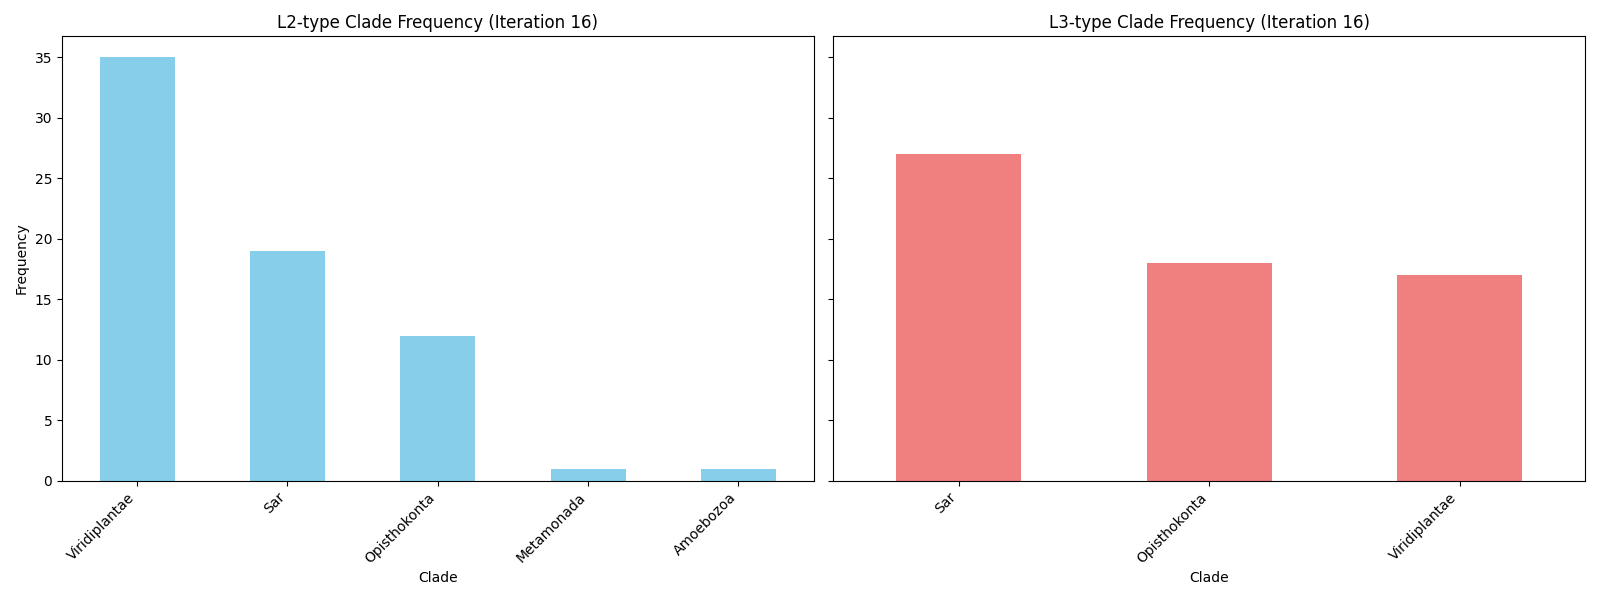 L2-type Clade Frequency (Iteration 16)
Frequency
35
30
25
20
15
10
5
0
Viridiplantae
Sar
Opisthokonta
Metamonada
Amoebozoa
Clade
L3-type Clade Frequency (Iteration 16)
Sar
Opisthokonta
Viridiplantae
Clade